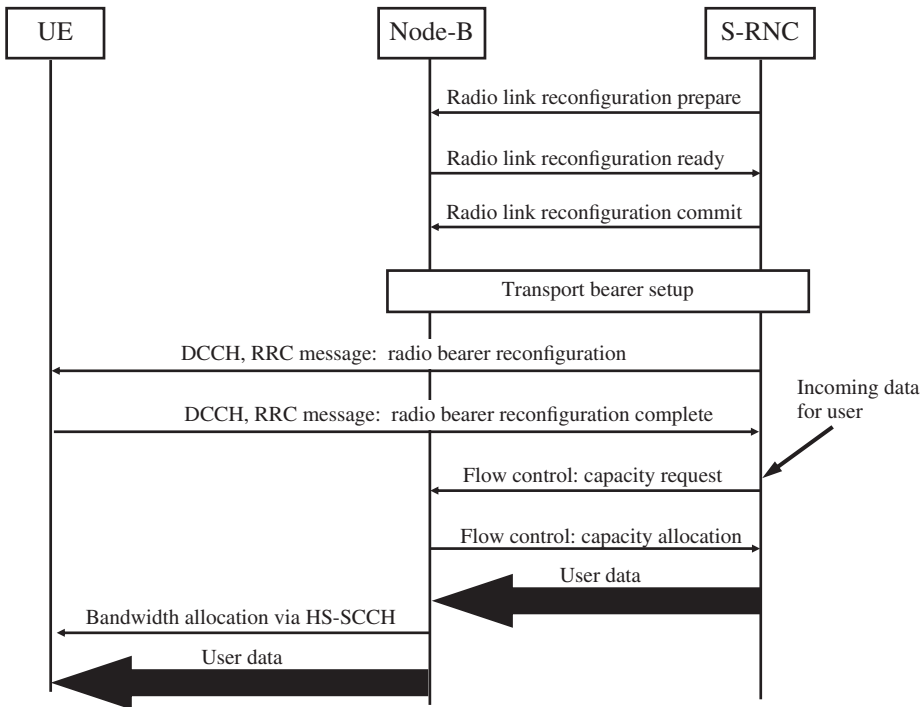 UE
Node-B
S-RNC
Radio link reconfiguration prepare
Radio link reconfiguration ready
Radio link reconfiguration commit
Transport bearer setup
DCCH, RRC message: radio bearer reconfiguration
Incoming data
for user
DCCH, RRC message: radio bearer reconfiguration complete
Flow control: capacity request
Flow control: capacity allocation
User data
Bandwidth allocation via HS-SCCH
User data